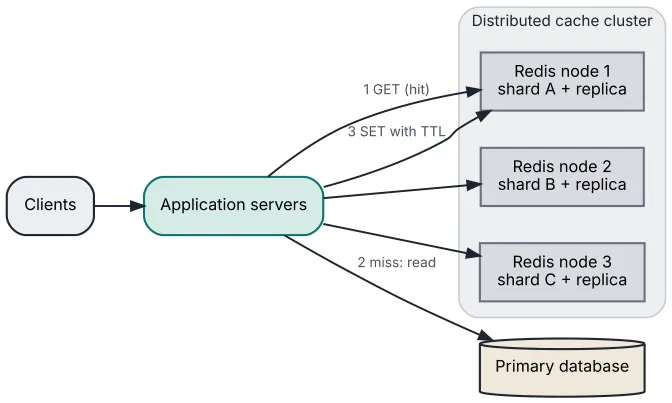 Distributed cache cluster
Redis node 1
shard A + replica
1 GET (hit)
3 SET with TTL
Redis node 2
shard B + replica
Clients
Application servers
2 miss: read
Redis node 3
shard C + replica
Primary database